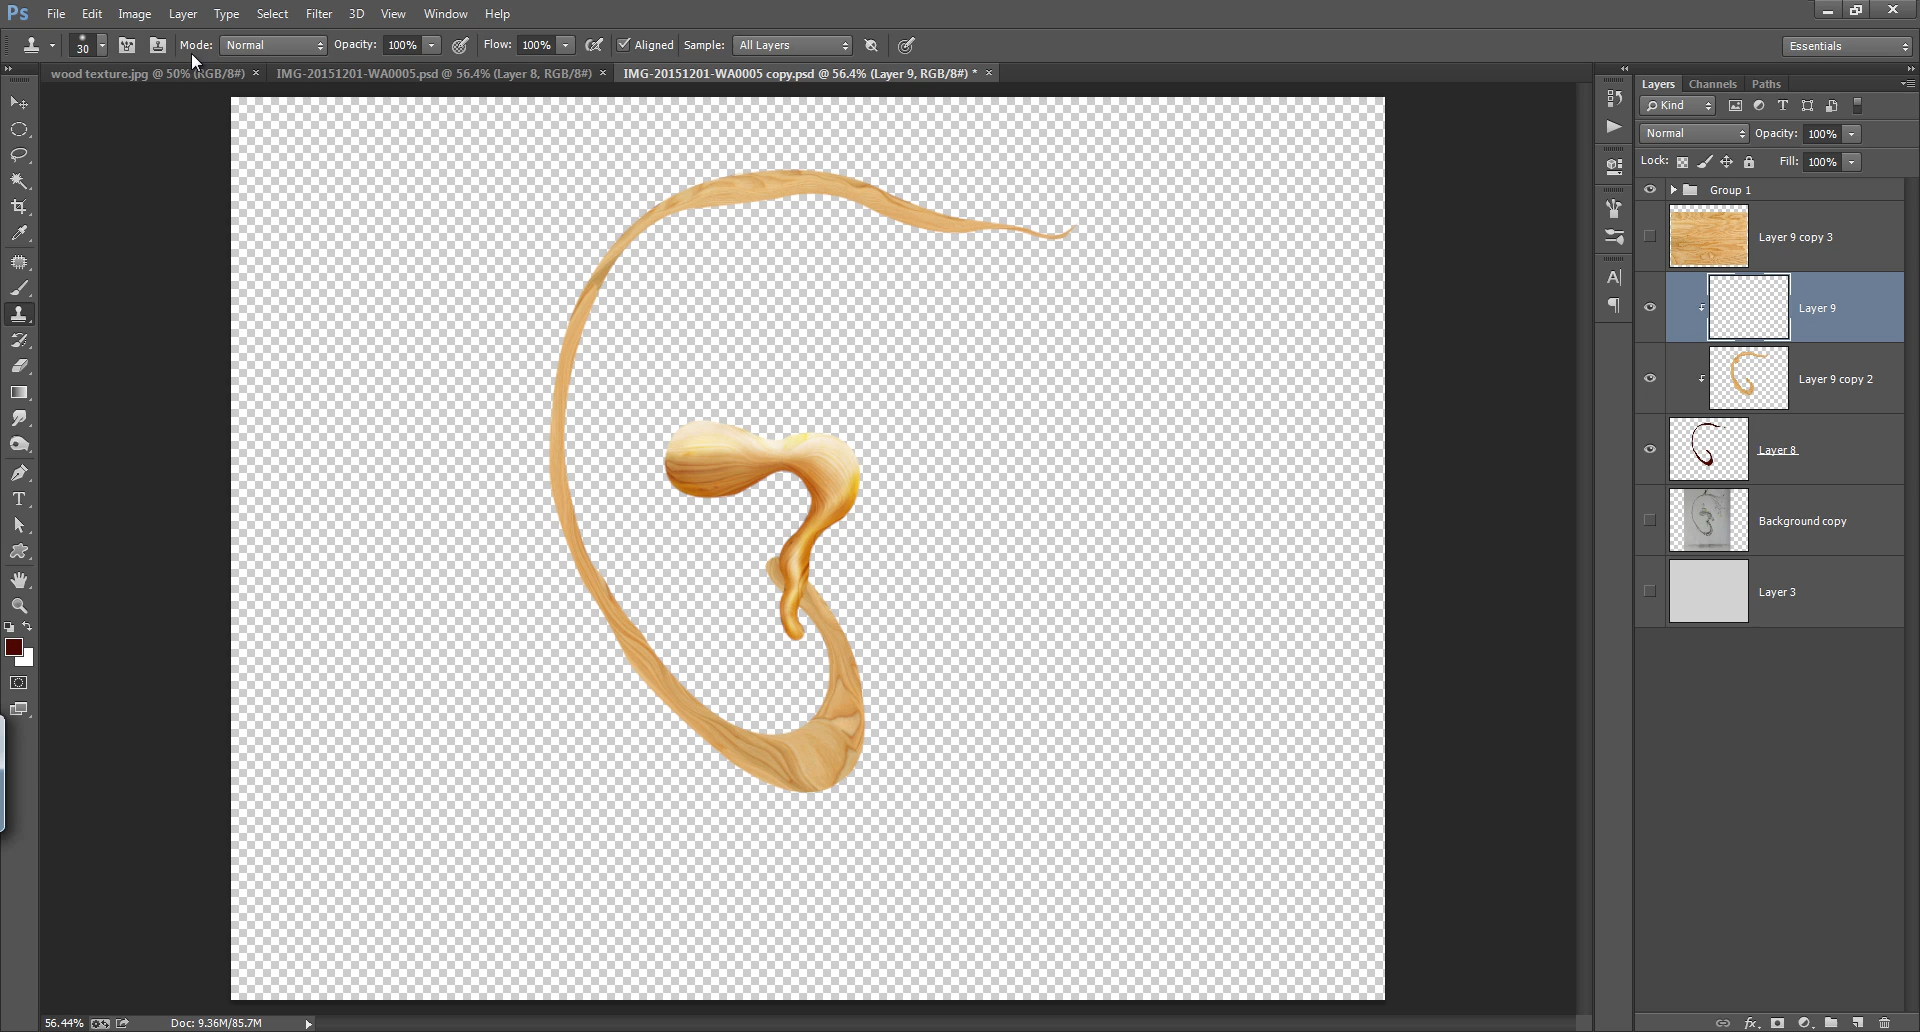 Ps File Edit Image Layer Type Select Filter 3D View Window Help
30 Mode: Normal Opacity: 100% Flow: 100% Aligned Sample: All Layers Essentials
wood texture.jpg @ 50% (RGB/8#) × IMG-20151201-WA0005.psd @ 56.4% (Layer 8, RGB/8#) × IMG-20151201-WA0005 copy.psd @ 56.4% (Layer 9, RGB/8#) * ×
Layers Channels Paths
Kind
Normal Opacity: 100%
Lock: Fill: 100%
Group 1
Layer 9 copy 3
Layer 9
Layer 9 copy 2
Layer 8
Background copy
Layer 3
56.44% Doc: 9.36M/85.7M